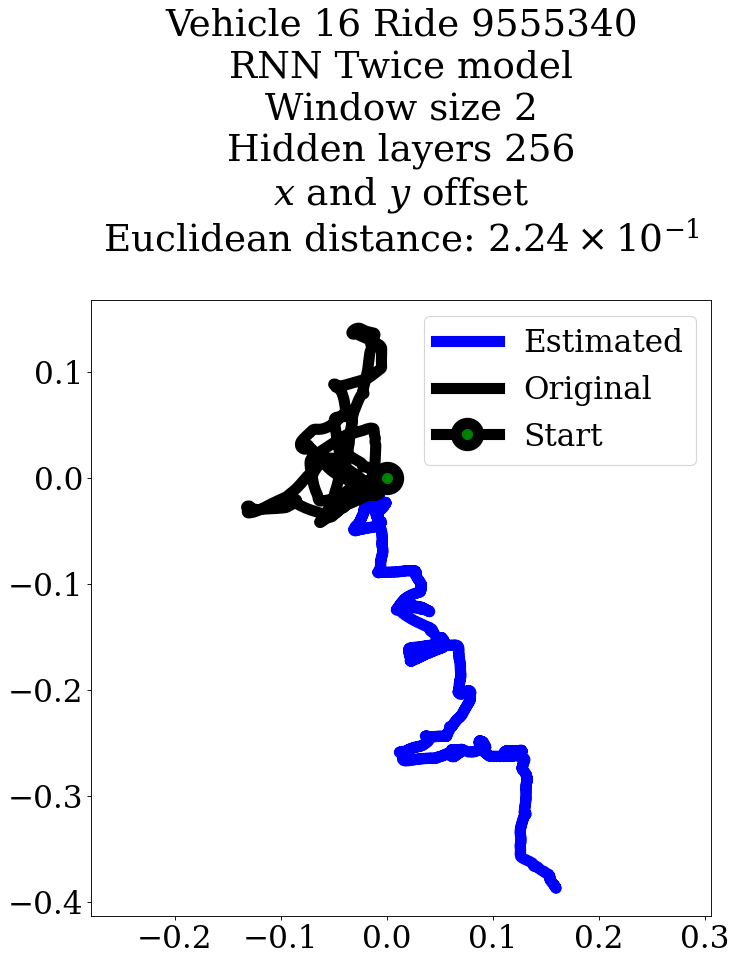 Vehicle 16 Ride 9555340
RNN Twice model
Window size 2
Hidden layers 256
x and y offset
Euclidean distance: 2.24 × 10⁻¹
Estimated
Original
Start
0.1
0.0
−0.1
−0.2
−0.3
−0.4
−0.2 −0.1 0.0 0.1 0.2 0.3